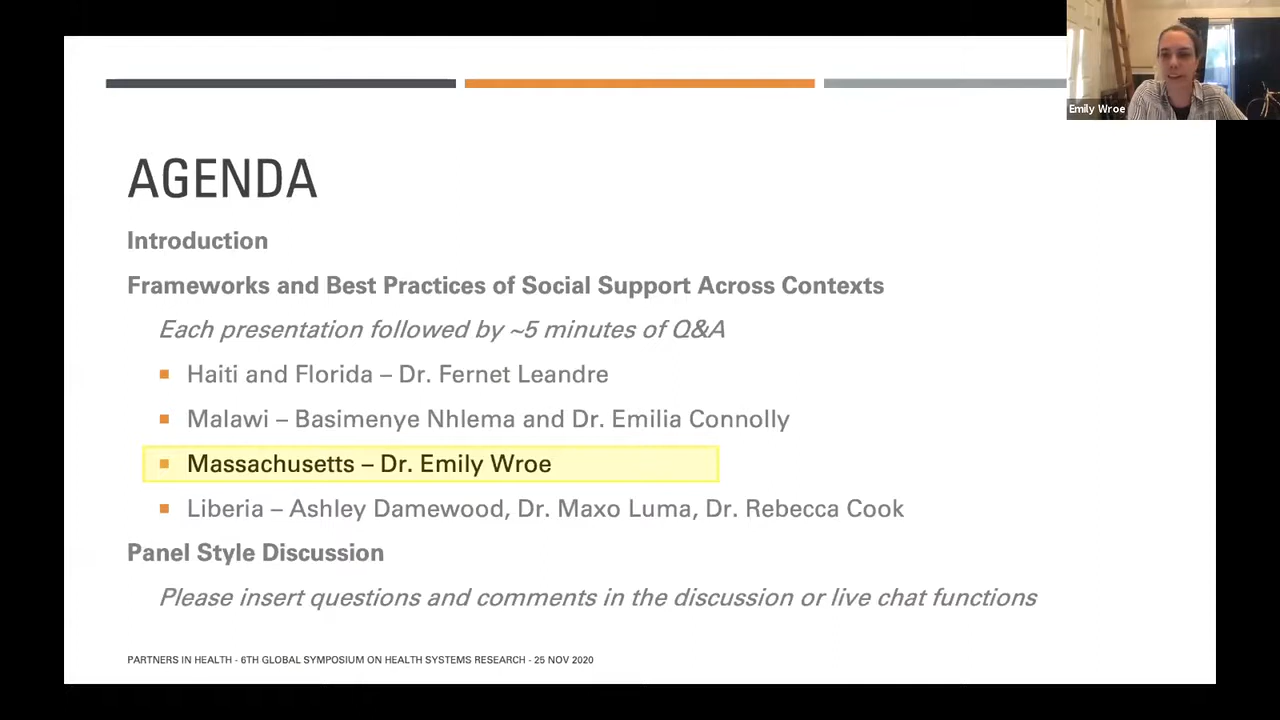 Emily Wroe
AGENDA
Introduction
Frameworks and Best Practices of Social Support Across Contexts
Each presentation followed by ~5 minutes of Q&A
Haiti and Florida – Dr. Fernet Leandre
Malawi – Basimenye Nhlema and Dr. Emilia Connolly
Massachusetts – Dr. Emily Wroe
Liberia – Ashley Damewood, Dr. Maxo Luma, Dr. Rebecca Cook
Panel Style Discussion
Please insert questions and comments in the discussion or live chat functions
PARTNERS IN HEALTH - 6TH GLOBAL SYMPOSIUM ON HEALTH SYSTEMS RESEARCH - 25 NOV 2020